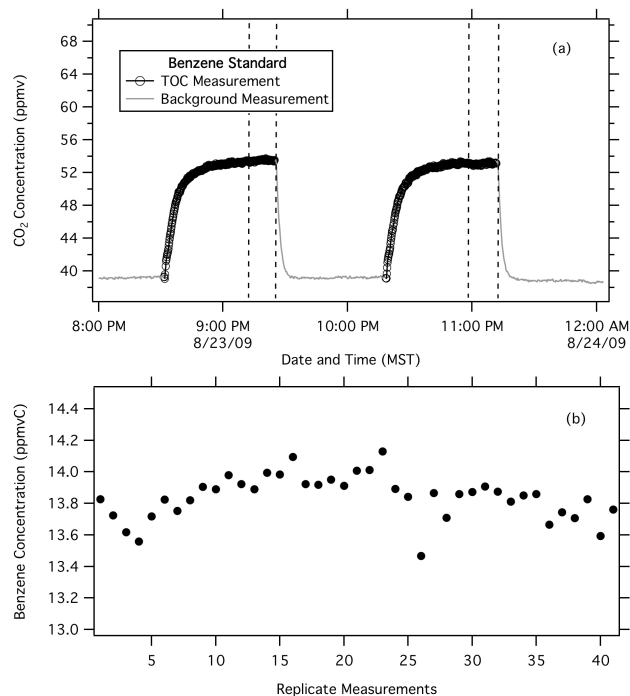 68
64
60
56
52
48
44
40
CO2 Concentration (ppmv)
(a)
Benzene Standard
TOC Measurement
Background Measurement
8:00 PM
9:00 PM
10:00 PM
11:00 PM
12:00 AM
8/23/09
8/24/09
Date and Time (MST)
14.4
14.2
14.0
13.8
13.6
13.4
13.2
13.0
Benzene Concentration (ppmvC)
(b)
5
10
15
20
25
30
35
40
Replicate Measurements